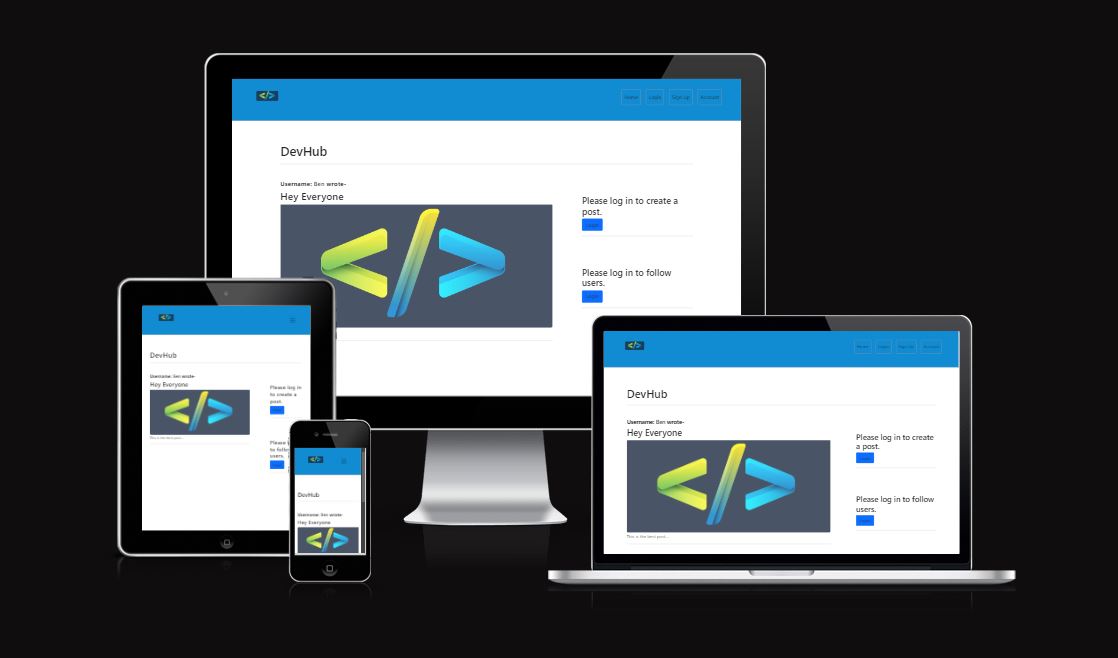 </>
Home Login Sign up Account
DevHub
Username: Ben wrote-
Hey Everyone
</>
Please log in to create a
post.
Login
Please log in to follow
users.
Login
</>
DevHub
Username: Ben wrote-
Hey Everyone
</>
This is the best post...
Please log in
to create a
post.
Please
to follo
users.
</>
DevHub
Username: Ben wrote-
Hey Everyone
</>
</>
Home Login Sign up Account
DevHub
Username: Ben wrote-
Hey Everyone
</>
This is the best post...
Please log in to create
a post.
Please log in to follow
users.